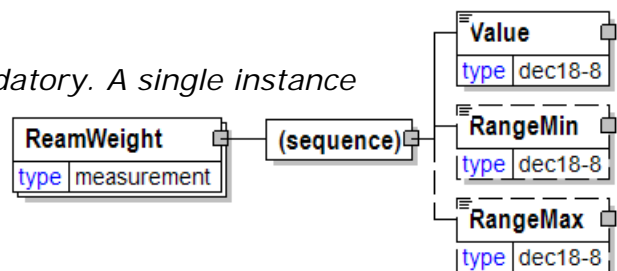 Value
type dec18-8
datory. A single instance
ReamWeight
type measurement
(sequence)
RangeMin
type dec18-8
RangeMax
type dec18-8